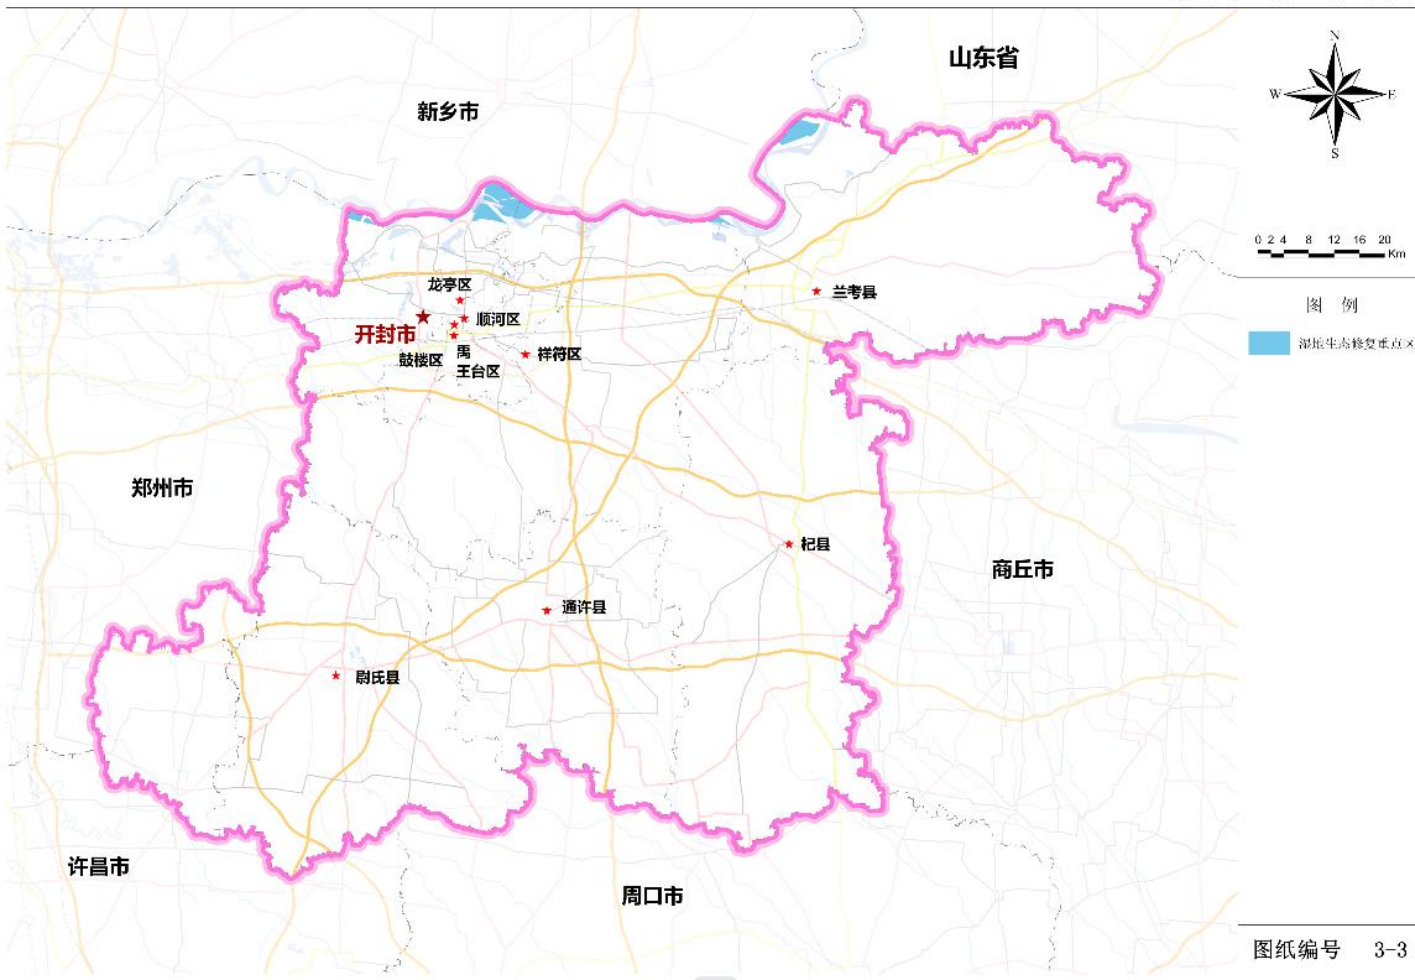 山东省
新乡市
N
W
E
S
0 2 4 8 12 16 20
Km
图 例
湿地生态修复重点区
龙亭区
兰考县
顺河区
开封市
禹
王台区
鼓楼区
祥符区
郑州市
杞县
商丘市
通许县
尉氏县
许昌市
周口市
图纸编号 3-3